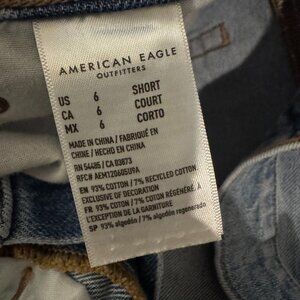 AMERICAN EAGLE
OUTFITTERS
US 6 SHORT
CA 6 COURT
MX 6 CORTO
MADE IN CHINA / FABRIQUÉ EN
CHINE / HECHO EN CHINA
RN 54485 / CA 03873
RFC# AEM120605U9A
EN 93% COTTON / 7% RECYCLED COTTON
EXCLUSIVE OF DECORATION
FR 93% COTON / 7% COTON RÉGÉNÉRÉ, À
L'EXCEPTION DE LA GARNITURE
SP 93% algodón / 7% algodón regenerado